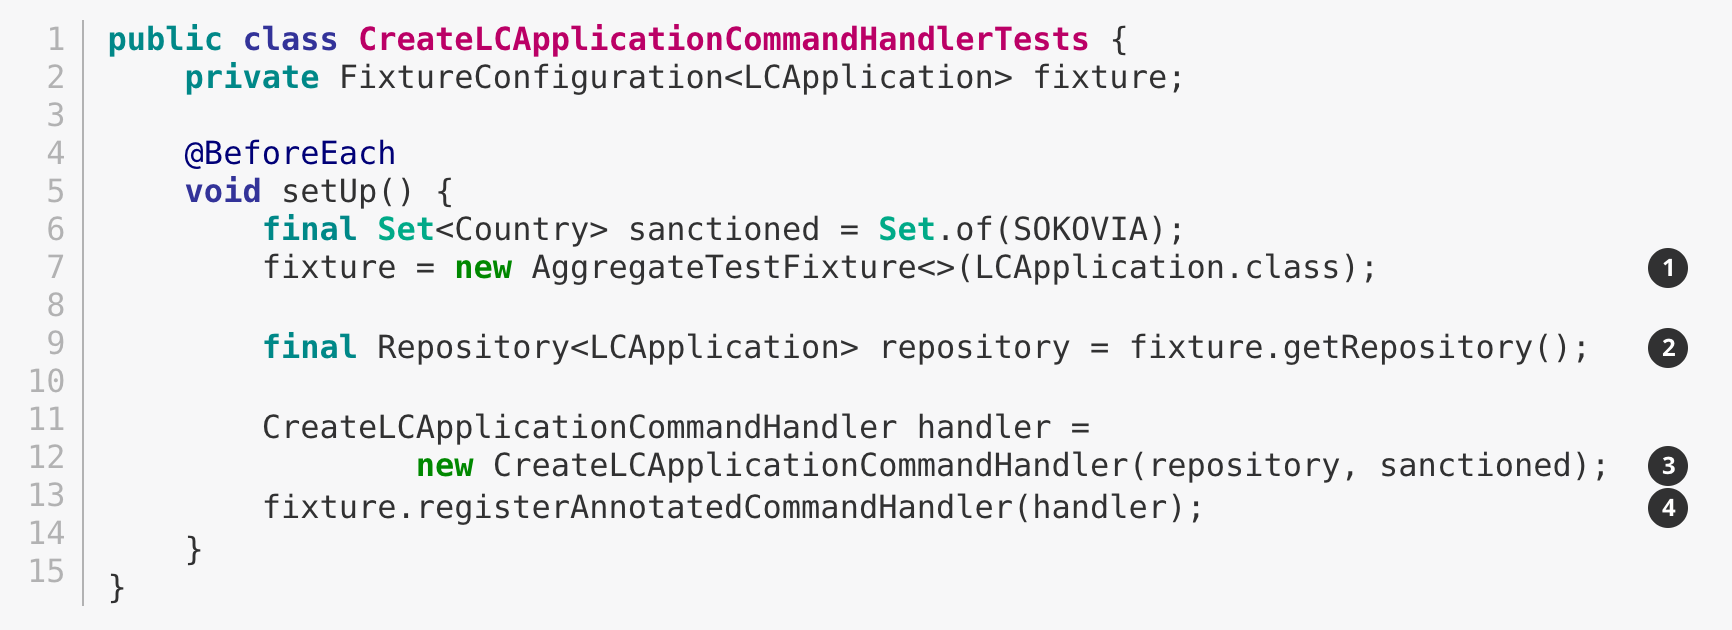 1 public class CreateLCApplicationCommandHandlerTests {
2     private FixtureConfiguration<LCApplication> fixture;
3
4     @BeforeEach
5     void setUp() {
6         final Set<Country> sanctioned = Set.of(SOKOVIA);
7         fixture = new AggregateTestFixture<>(LCApplication.class); 1
8
9         final Repository<LCApplication> repository = fixture.getRepository(); 2
10
11         CreateLCApplicationCommandHandler handler =
12                 new CreateLCApplicationCommandHandler(repository, sanctioned); 3
13         fixture.registerAnnotatedCommandHandler(handler); 4
14     }
15 }